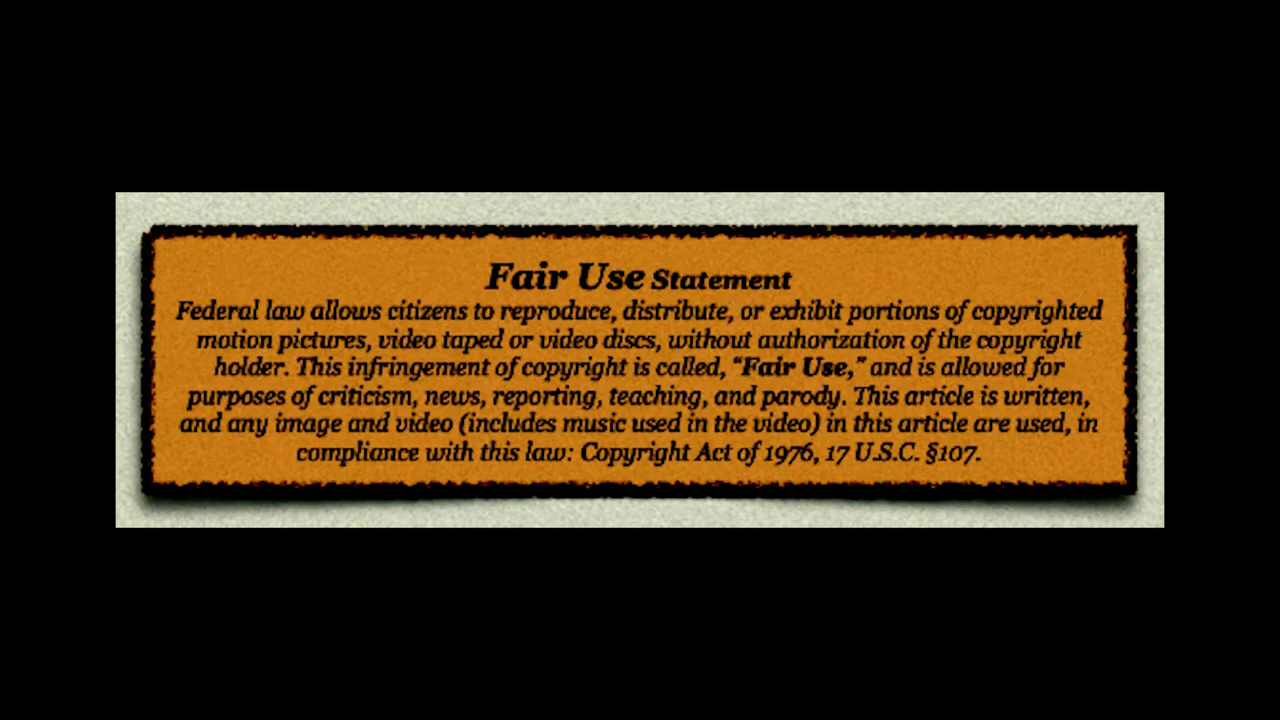 Fair Use Statement
Federal law allows citizens to reproduce, distribute, or exhibit portions of copyrighted
motion pictures, video taped or video discs, without authorization of the copyright
holder. This infringement of copyright is called, “Fair Use,” and is allowed for
purposes of criticism, news, reporting, teaching, and parody. This article is written,
and any image and video (includes music used in the video) in this article are used, in
compliance with this law: Copyright Act of 1976, 17 U.S.C. §107.